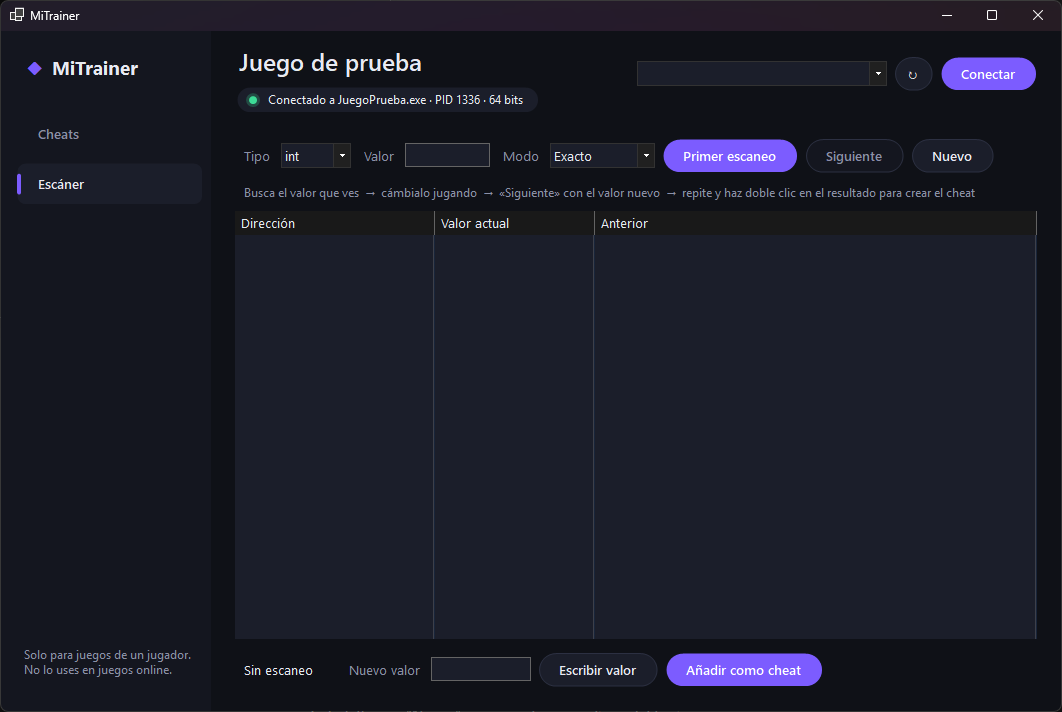 MiTrainer
MiTrainer
Juego de prueba
Conectar
Conectado a JuegoPrueba.exe · PID 1336 · 64 bits
Cheats
Escáner
Tipo int Valor Modo Exacto Primer escaneo Siguiente Nuevo
Busca el valor que ves → cámbialo jugando → «Siguiente» con el valor nuevo → repite y haz doble clic en el resultado para crear el cheat
Dirección Valor actual Anterior
Solo para juegos de un jugador.
No lo uses en juegos online.
Sin escaneo Nuevo valor Escribir valor Añadir como cheat